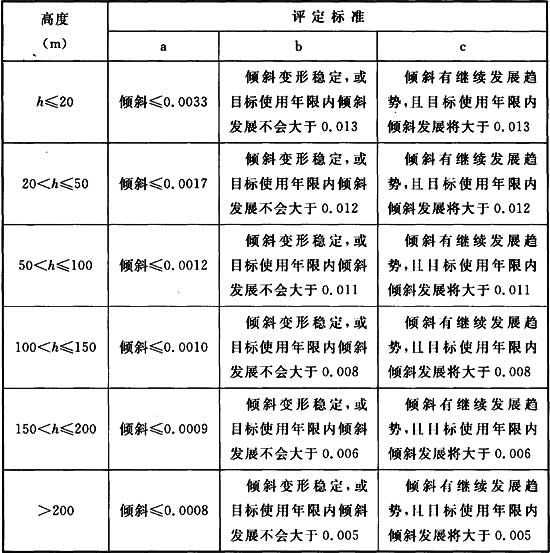 高度
(m)
评定标准
a
b
c
h≤20
倾斜≤0.0033
倾斜变形稳定,或
目标使用年限内倾斜
发展不会大于0.013
倾斜有继续发展趋
势,且目标使用年限内
倾斜发展将大于0.013
20<h≤50
倾斜≤0.0017
倾斜变形稳定,或
目标使用年限内倾斜
发展不会大于0.012
倾斜有继续发展趋
势,且目标使用年限内
倾斜发展将大于0.012
50<h≤100
倾斜≤0.0012
倾斜变形稳定,或
目标使用年限内倾斜
发展不会大于0.011
倾斜有继续发展趋
势,且目标使用年限内
倾斜发展将大于0.011
100<h≤150
倾斜≤0.0010
倾斜变形稳定,或
目标使用年限内倾斜
发展不会大于0.008
倾斜有继续发展趋
势,且目标使用年限内
倾斜发展将大于0.008
150<h≤200
倾斜≤0.0009
倾斜变形稳定,或
目标使用年限内倾斜
发展不会大于0.006
倾斜有继续发展趋
势,且目标使用年限内
倾斜发展将大于0.006
>200
倾斜≤0.0008
倾斜变形稳定,或
目标使用年限内倾斜
发展不会大于0.005
倾斜有继续发展趋
势,且目标使用年限内
倾斜发展将大于0.005